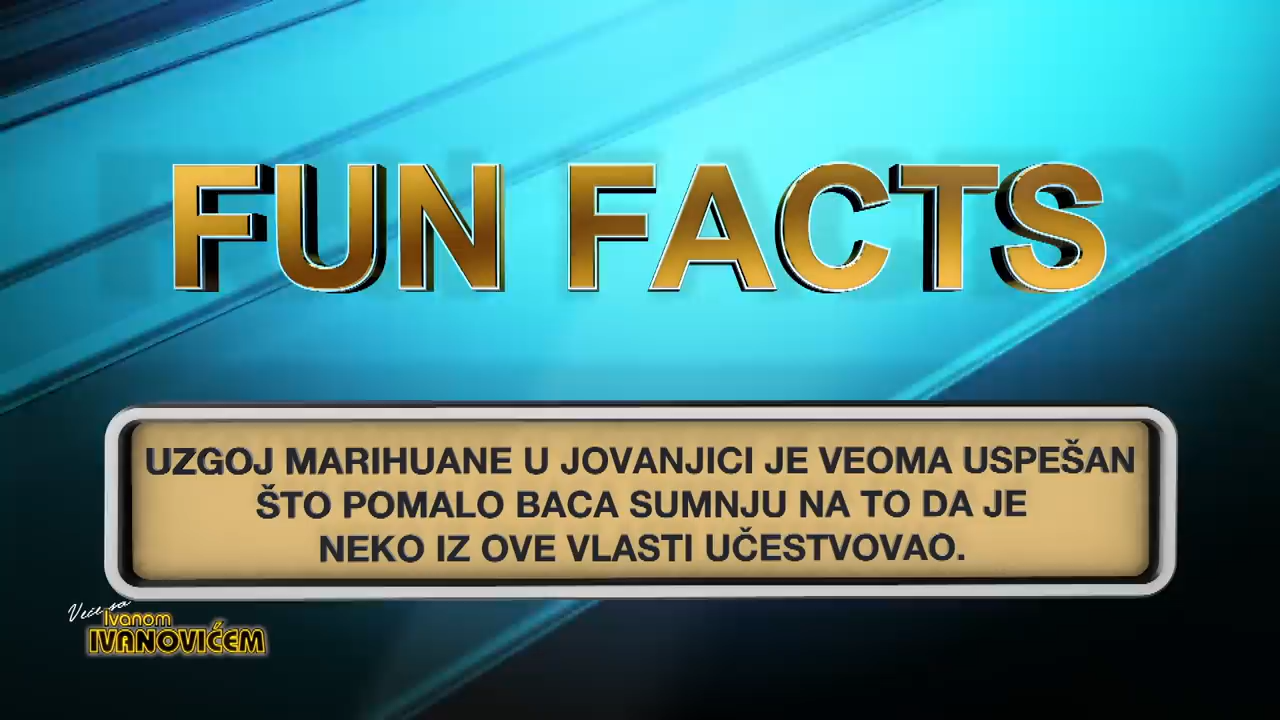 FUN FACTS
UZGOJ MARIHUANE U JOVANJICI JE VEOMA USPEŠAN
ŠTO POMALO BACA SUMNJU NA TO DA JE
NEKO IZ OVE VLASTI UČESTVOVAO.
Veče sa
Ivanom
IVANOVIĆEM